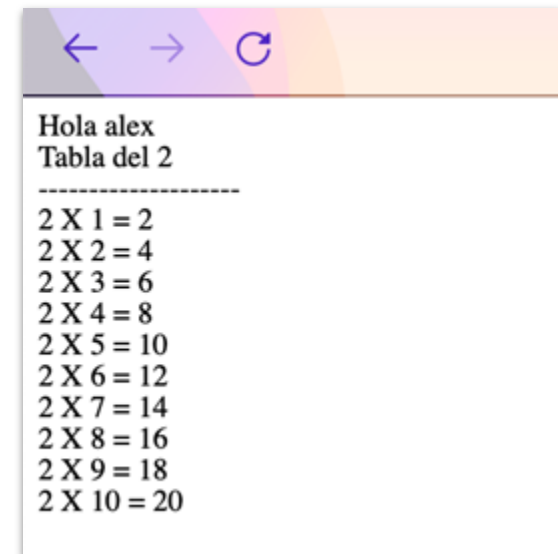 Hola alex
Tabla del 2
--------------------
2 X 1 = 2
2 X 2 = 4
2 X 3 = 6
2 X 4 = 8
2 X 5 = 10
2 X 6 = 12
2 X 7 = 14
2 X 8 = 16
2 X 9 = 18
2 X 10 = 20